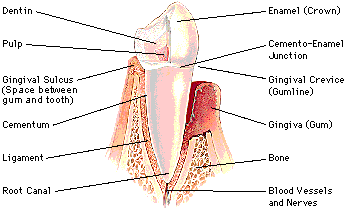 Dentin
Pulp
Gingival Sulcus
(Space between
gum and tooth)
Cementum
Ligament
Root Canal
Enamel (Crown)
Cemento-Enamel
Junction
Gingival Crevice
(Gumline)
Gingiva (Gum)
Bone
Blood Vessels
and Nerves